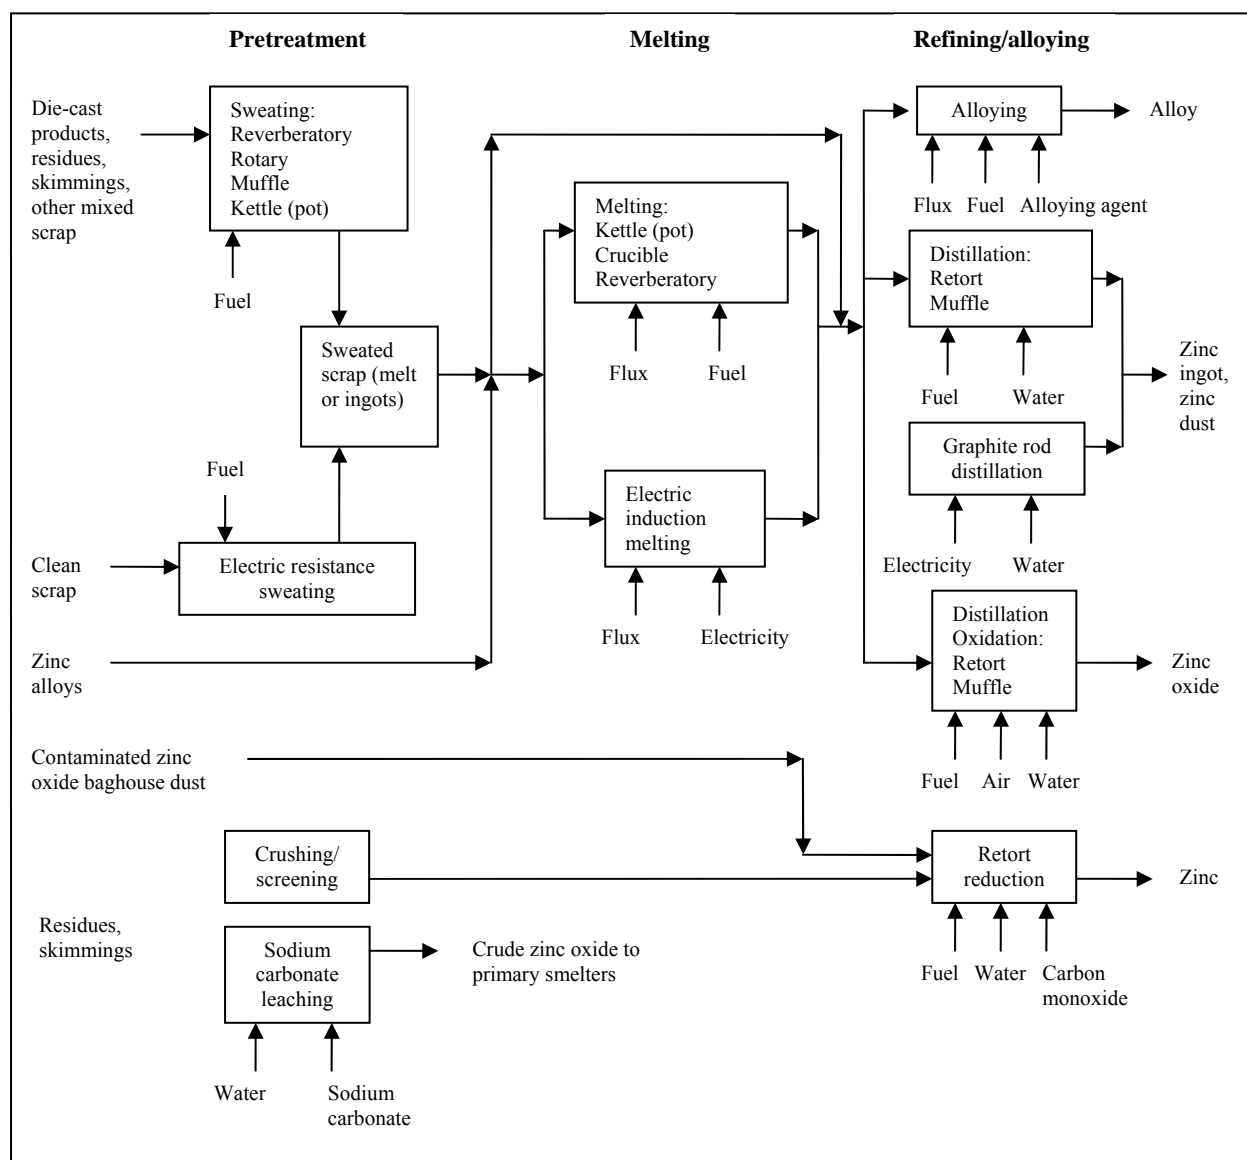 Pretreatment
Melting
Refining/alloying
Die-cast
products,
residues,
skimmings,
other mixed
scrap
Sweating:
Reverberatory
Rotary
Muffle
Kettle (pot)
Fuel
Sweated
scrap (melt
or ingots)
Fuel
Clean
scrap
Electric resistance
sweating
Zinc
alloys
Melting:
Kettle (pot)
Crucible
Reverberatory
Flux
Fuel
Electric
induction
melting
Flux
Electricity
Alloying
Alloy
Flux
Fuel
Alloying agent
Distillation:
Retort
Muffle
Fuel
Water
Zinc
ingot,
zinc
dust
Graphite rod
distillation
Electricity
Water
Distillation
Oxidation:
Retort
Muffle
Zinc
oxide
Fuel
Air
Water
Contaminated zinc
oxide baghouse dust
Crushing/
screening
Retort
reduction
Zinc
Fuel
Water
Carbon
monoxide
Residues,
skimmings
Sodium
carbonate
leaching
Crude zinc oxide to
primary smelters
Water
Sodium
carbonate